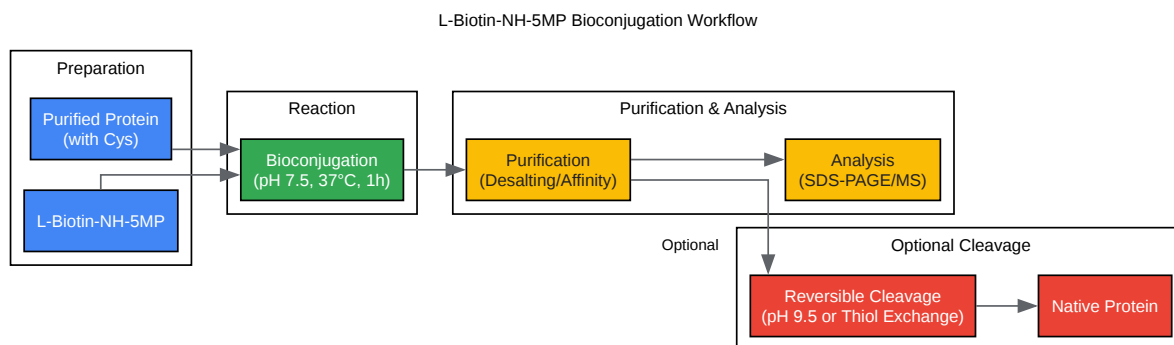 L-Biotin-NH-5MP Bioconjugation Workflow
Preparation
Purified Protein
(with Cys)
L-Biotin-NH-5MP
Reaction
Bioconjugation
(pH 7.5, 37°C, 1h)
Purification & Analysis
Purification
(Desalting/Affinity)
Analysis
(SDS-PAGE/MS)
Optional
Optional Cleavage
Reversible Cleavage
(pH 9.5 or Thiol Exchange)
Native Protein